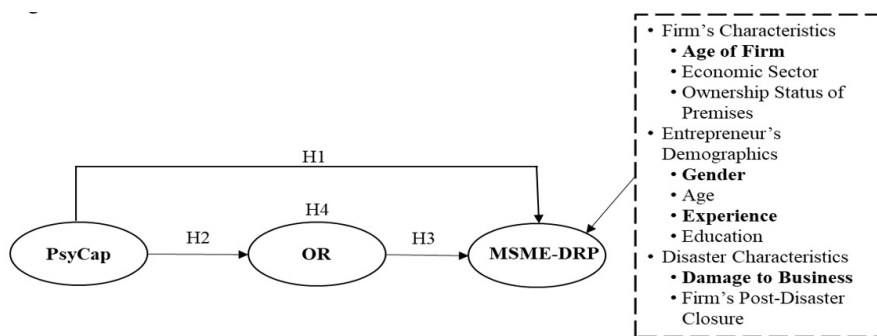 • Firm's Characteristics
• Age of Firm
• Economic Sector
• Ownership Status of
Premises
• Entrepreneur's
Demographics
• Gender
• Age
• Experience
• Education
• Disaster Characteristics
• Damage to Business
• Firm's Post-Disaster
Closure
H1
H4
PsyCap
H2
OR
H3
MSME-DRP